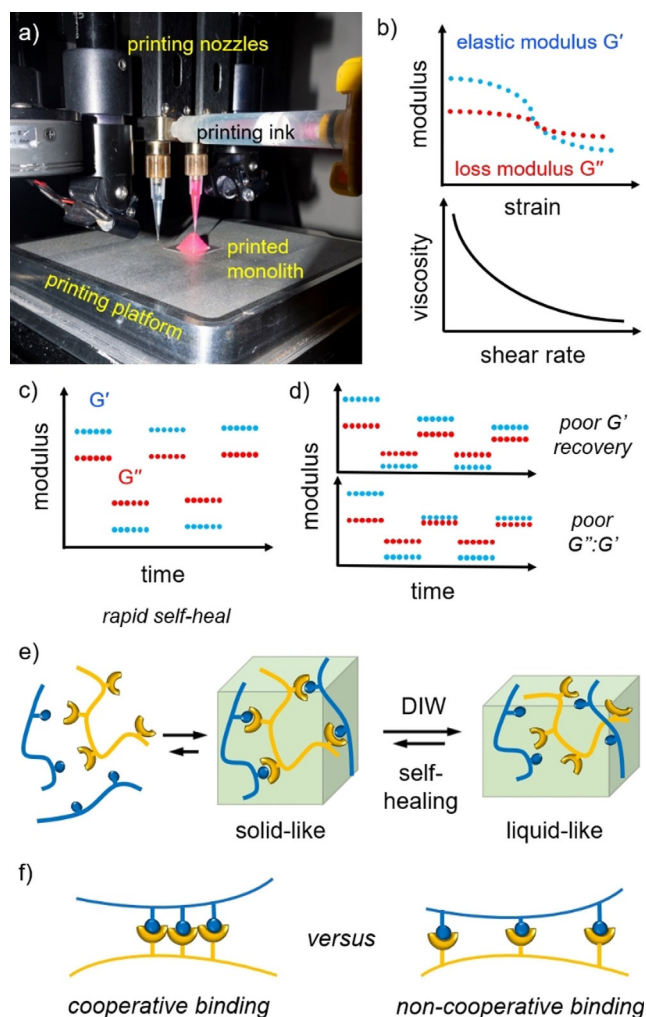 a)
printing nozzles
printing ink
printed
monolith
printing platform
b)
elastic modulus G′
modulus
loss modulus G″
strain
viscosity
shear rate
c)
G′
G″
modulus
time
rapid self-heal
d)
poor G′
recovery
modulus
poor
G″:G′
time
e)
solid-like
DIW
self-
healing
liquid-like
f)
cooperative binding
versus
non-cooperative binding